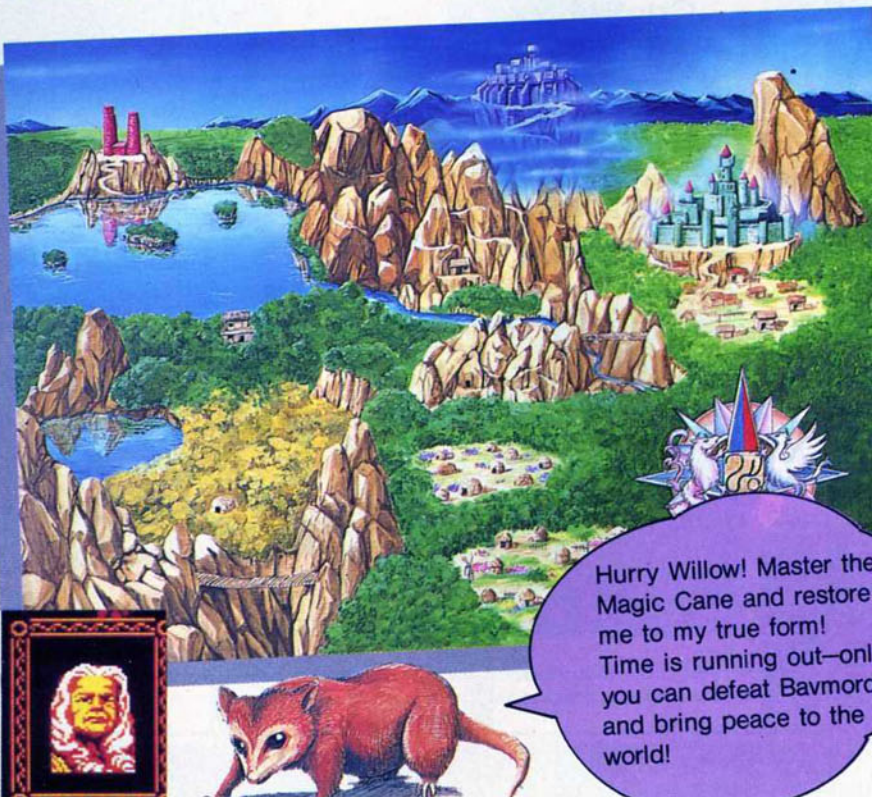 Hurry Willow! Master the
Magic Cane and restore
me to my true form!
Time is running out—onl
you can defeat Bavmord
and bring peace to the
world!